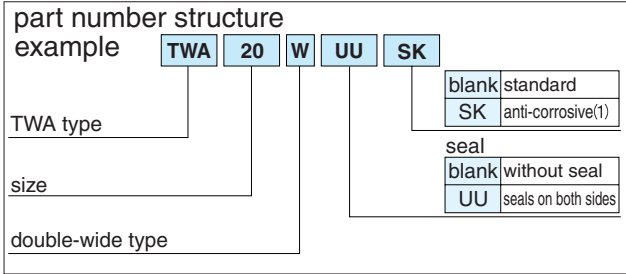 part number structure
example TWA 20 W UU SK
blank standard
SK anti-corrosive(1)
TWA type
seal
blank without seal
size
UU seals on both sides
double-wide type